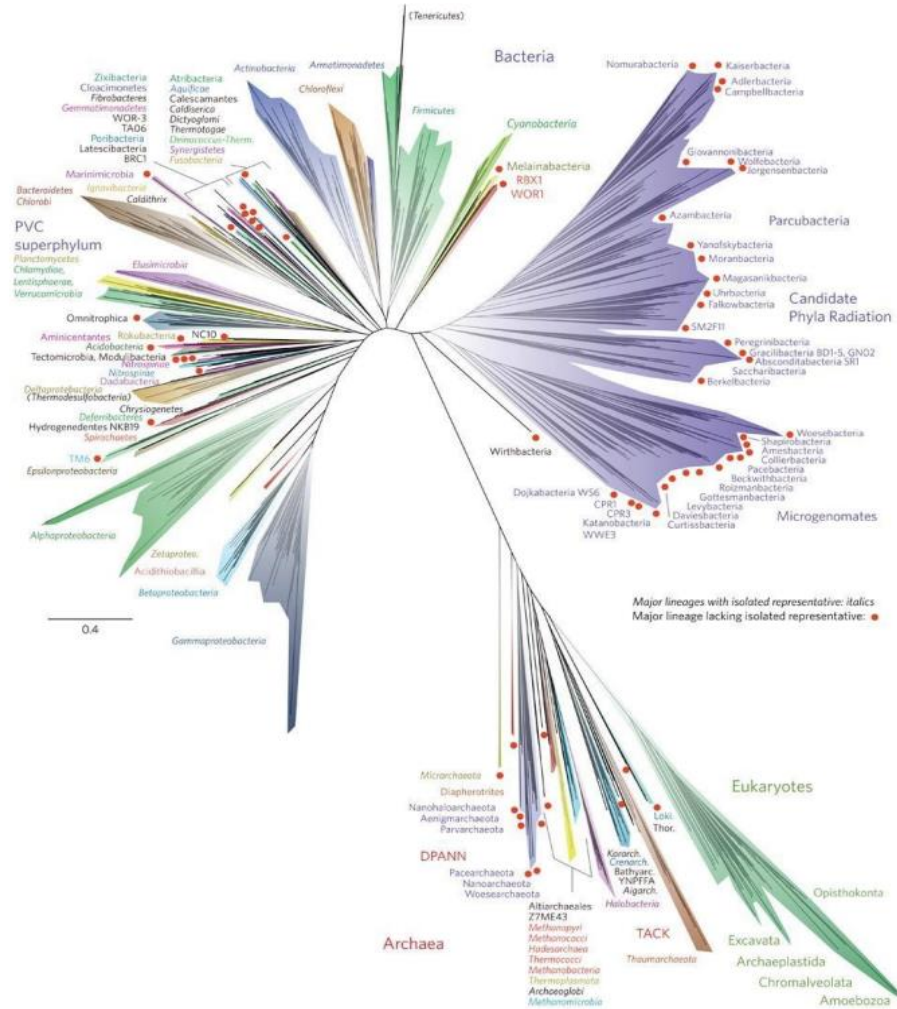 (Tenericutes)
Bacteria
Zixibacteria
Cloacimonetes
Fibrobacteres
Gemmatimonadetes
WOR-3
TA06
Poribacteria
Latescibacteria
BRC1
Atribacteria
Aquificae
Calescamantes
Caldiserica
Dictyoglomi
Thermotogae
Deinococcus-Therm.
Synergistetes
Fusobacteria
Actinobacteria
Armatimonadetes
Chloroflexi
Firmicutes
Cyanobacteria
Melainabacteria
RBX1
WOR1
Nomurabacteria
Kaiserbacteria
Adlerbacteria
Campbellbacteria
Giovannonibacteria
Wolfebacteria
Jorgensenbacteria
Azambacteria
Parcubacteria
Yanofskybacteria
Moranbacteria
Magasanikbacteria
Uhrbacteria
Falkowbacteria
Candidate
Phyla Radiation
SM2F11
Peregrinibacteria
Gracilibacteria BD1-5, GN02
Absconditabacteria SR1
Saccharibacteria
Berkelbacteria
Marinimicrobia
Bacteroidetes
Chlorobi
Ignavibacteria
Caldithrix
PVC
superphylum
Planctomycetes
Chlamydiae,
Lentisphaerae,
Verrucomicrobia
Elusimicrobia
Omnitrophica
Aminicentantes
Rokubacteria
NC10
Acidobacteria
Tectomicrobia, Modulibacteria
Nitrospinae
Nitrospirae
Dadabacteria
Deltaproteobacteria
(Thermodesulfobacteria)
Chrysiogenetes
Deferribacteres
Hydrogenedentes NKB19
Spirochaetes
TM6
Epsilonproteobacteria
Alphaproteobacteria
Zetaproteo.
Acidithiobacillia
Betaproteobacteria
Gammaproteobacteria
0.4
Wirthbacteria
Woesebacteria
Shapirobacteria
Amesbacteria
Collierbacteria
Pacebacteria
Beckwithbacteria
Roizmanbacteria
Gottesmanbacteria
Levybacteria
Daviesbacteria
Curtissbacteria
Dojkabacteria WS6
CPR1
CPR3
Katanobacteria
WWE3
Microgenomates
Major lineages with isolated representative: italics
Major lineage lacking isolated representative:
Micrarchaeota
Diapherotrites
Nanohaloarchaeota
Aenigmarchaeota
Parvarchaeota
DPANN
Pacearchaeota
Nanoarchaeota
Woesearchaeota
Archaea
Altiarchaeales
Z7ME43
Methanopyri
Methanococci
Hadesarchaea
Thermococci
Methanobacteria
Thermoplasmata
Archaeoglobi
Methanomicrobia
Halobacteria
Korarch.
Crenarch.
Bathyarc.
YNPFFA
Aigarch.
TACK
Thaumarchaeota
Loki.
Thor.
Eukaryotes
Opisthokonta
Excavata
Archaeplastida
Chromalveolata
Amoebozoa